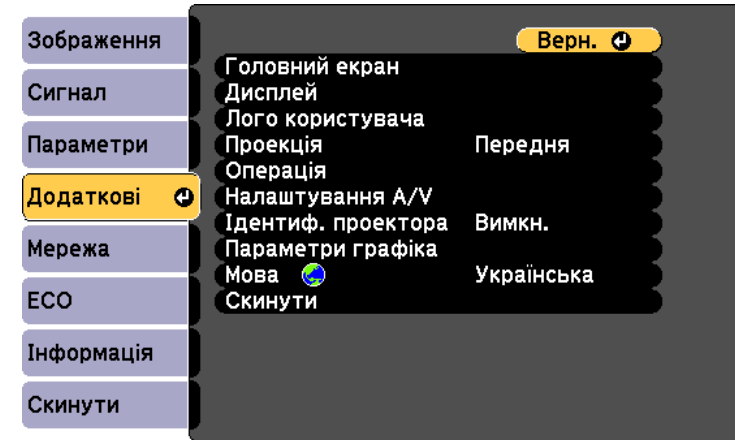 Зображення
Сигнал
Параметри
Додаткові
Мережа
ECO
Інформація
Скинути
Верн.
Головний екран
Дисплей
Лого користувача
Проекція Передня
Операція
Налаштування A/V
Ідентиф. проектора Вимкн.
Параметри графіка
Мова Українська
Скинути